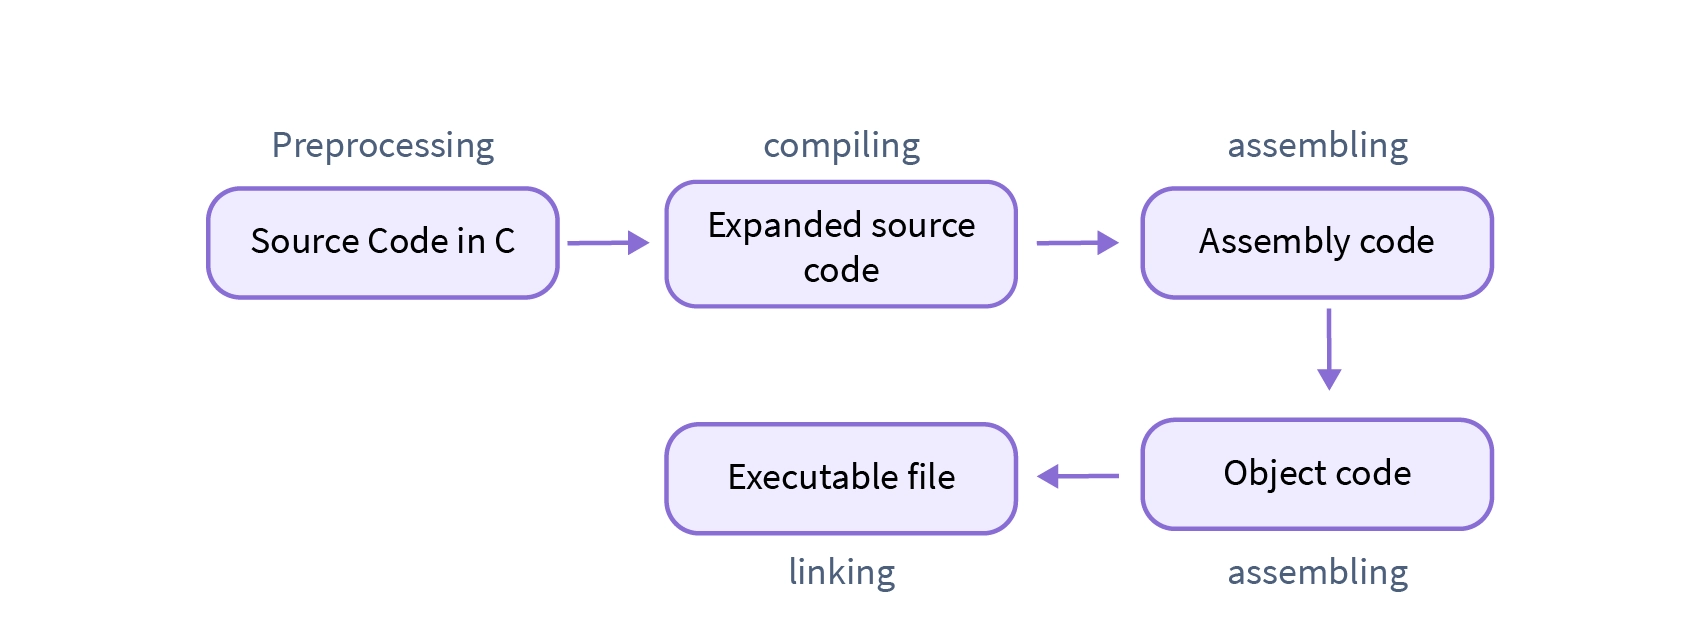 Preprocessing
compiling
assembling
Source Code in C
Expanded source
code
Assembly code
Executable file
Object code
linking
assembling